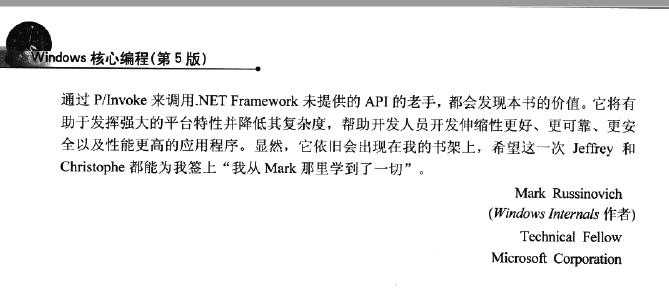 Windows 核心编程(第 5 版)
通过 P/Invoke 来调用.NET Framework 未提供的 API 的老手，都会发现本书的价值。它将有
助于发挥强大的平台特性并降低其复杂度，帮助开发人员开发伸缩性更好、更可靠、更安
全以及性能更高的应用程序。显然，它依旧会出现在我的书架上，希望这一次 Jeffrey 和
Christophe 都能为我签上“我从 Mark 那里学到了一切”。
Mark Russinovich
(Windows Internals 作者)
Technical Fellow
Microsoft Corporation